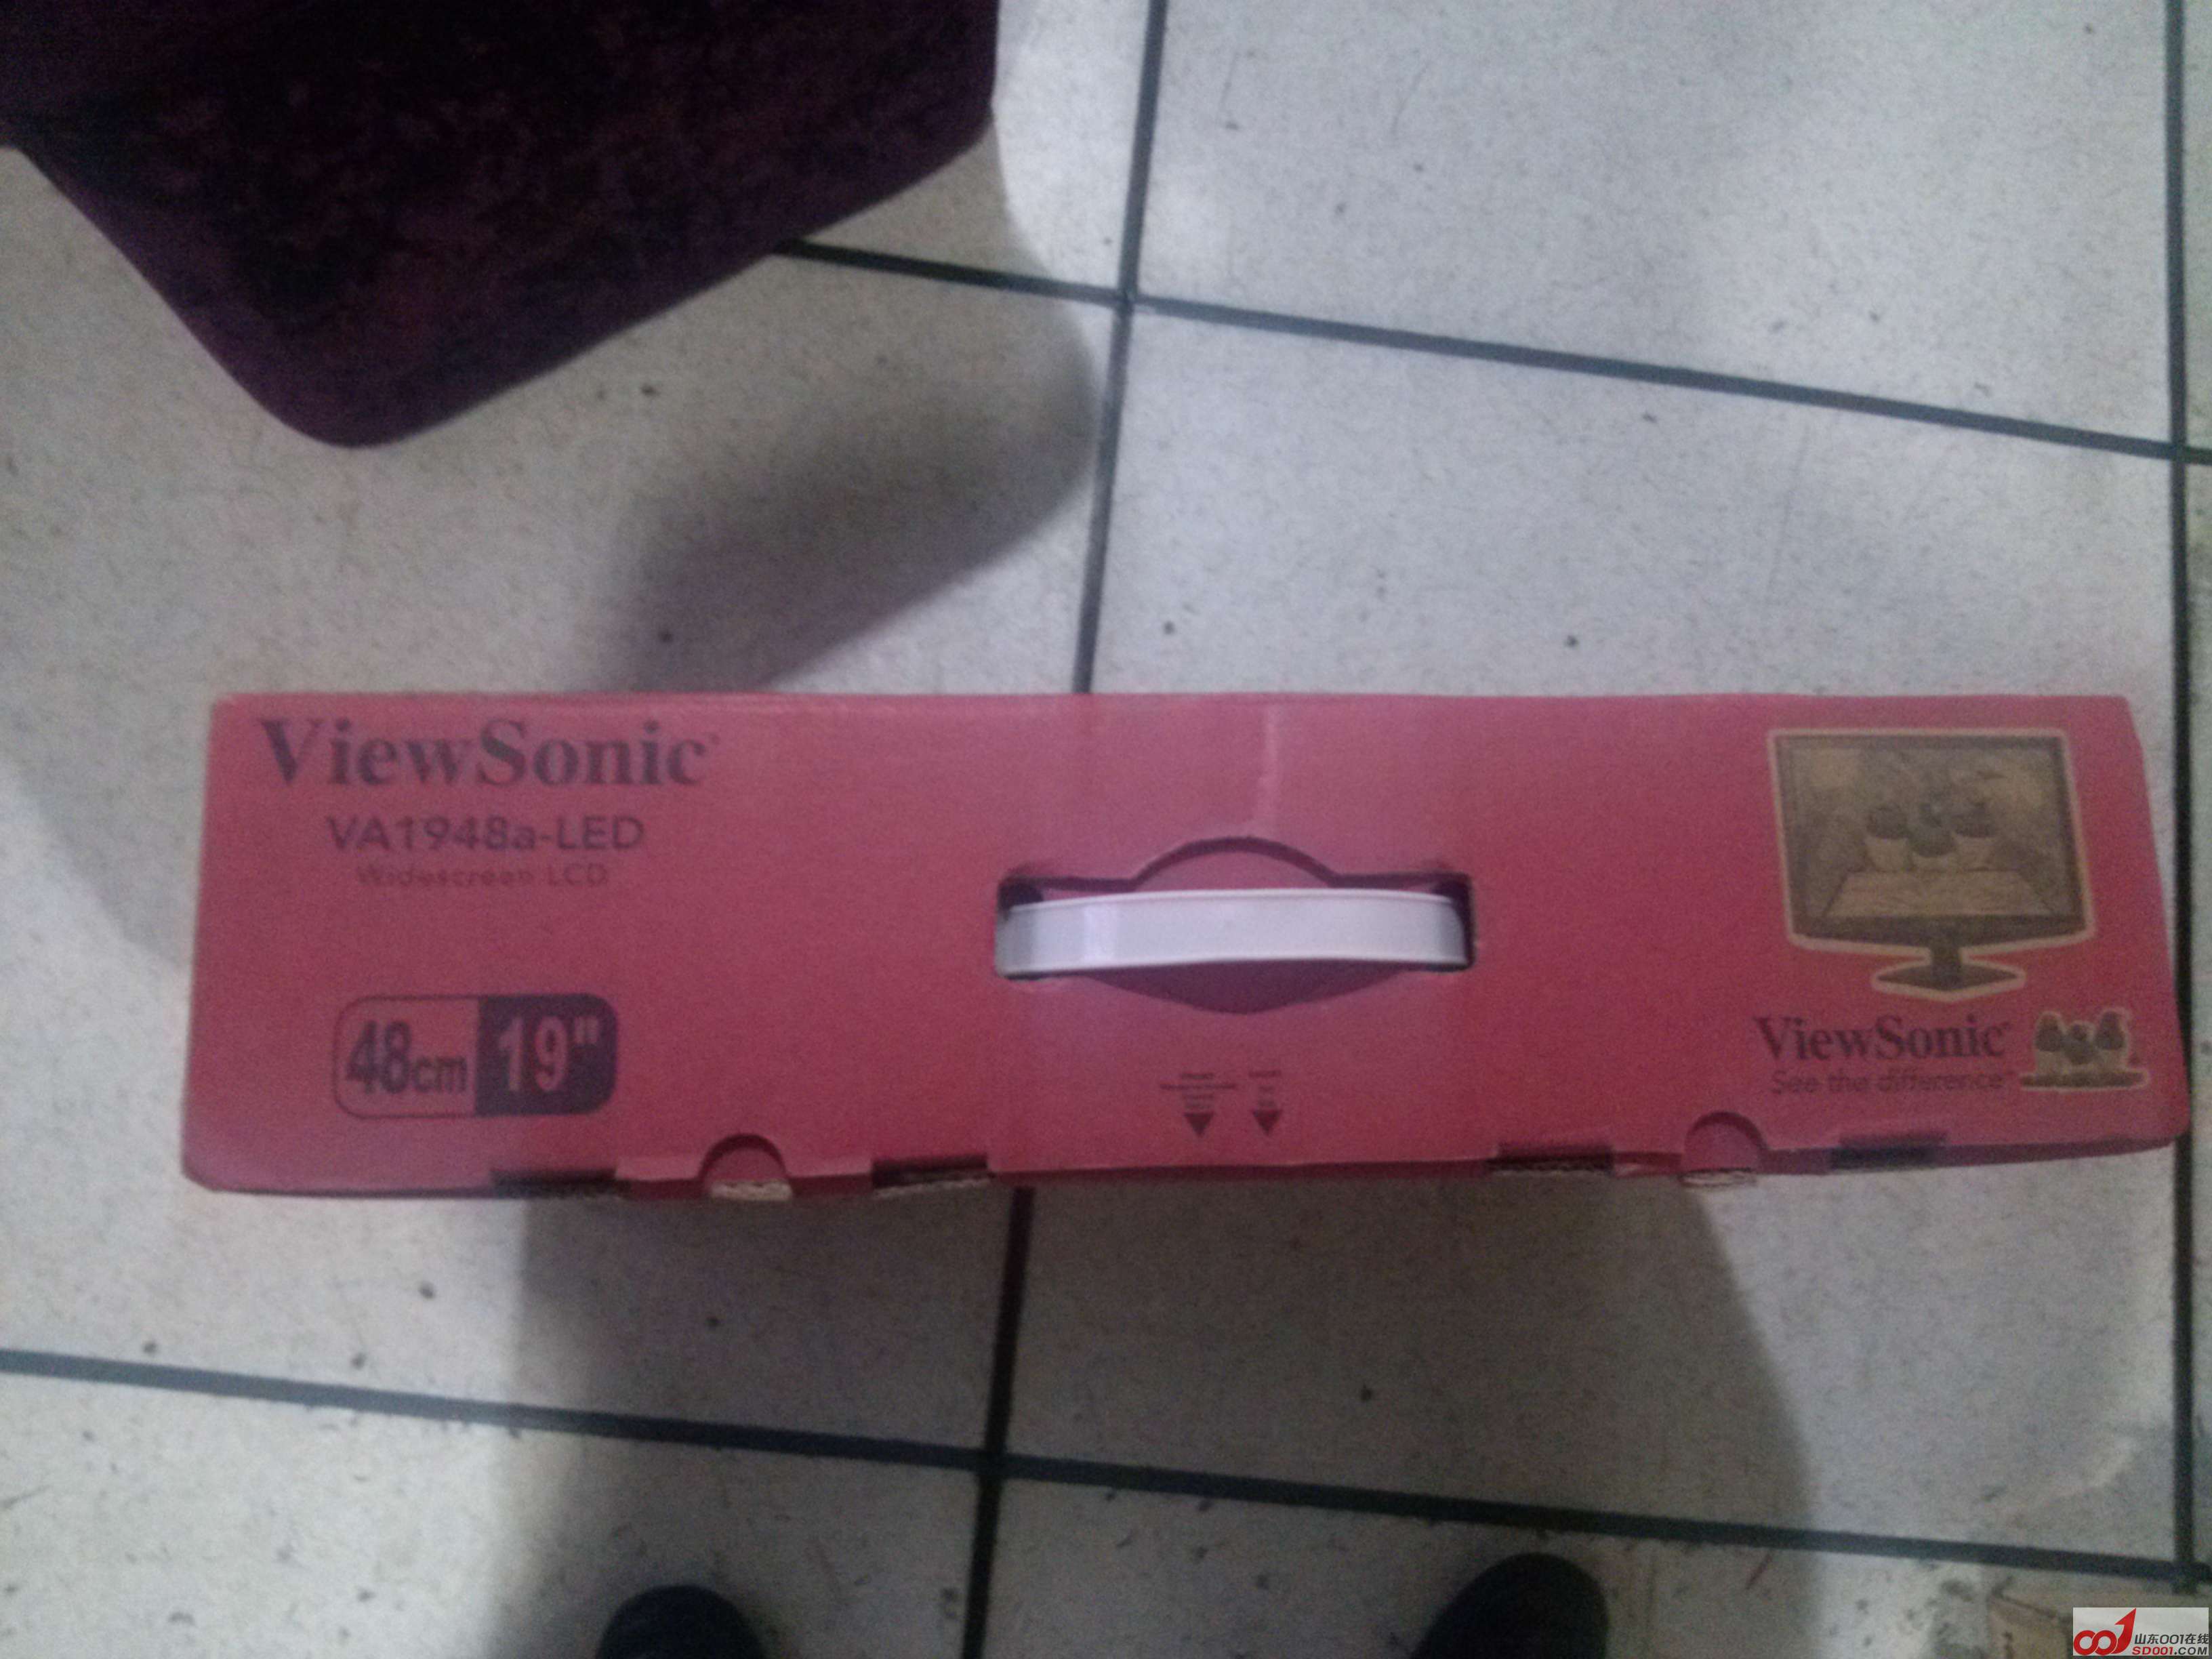 ViewSonic
VA1948a-LED
Widescreen LCD
48cm 19"
ViewSonic
See the difference™
山东001在线
SD001.COM